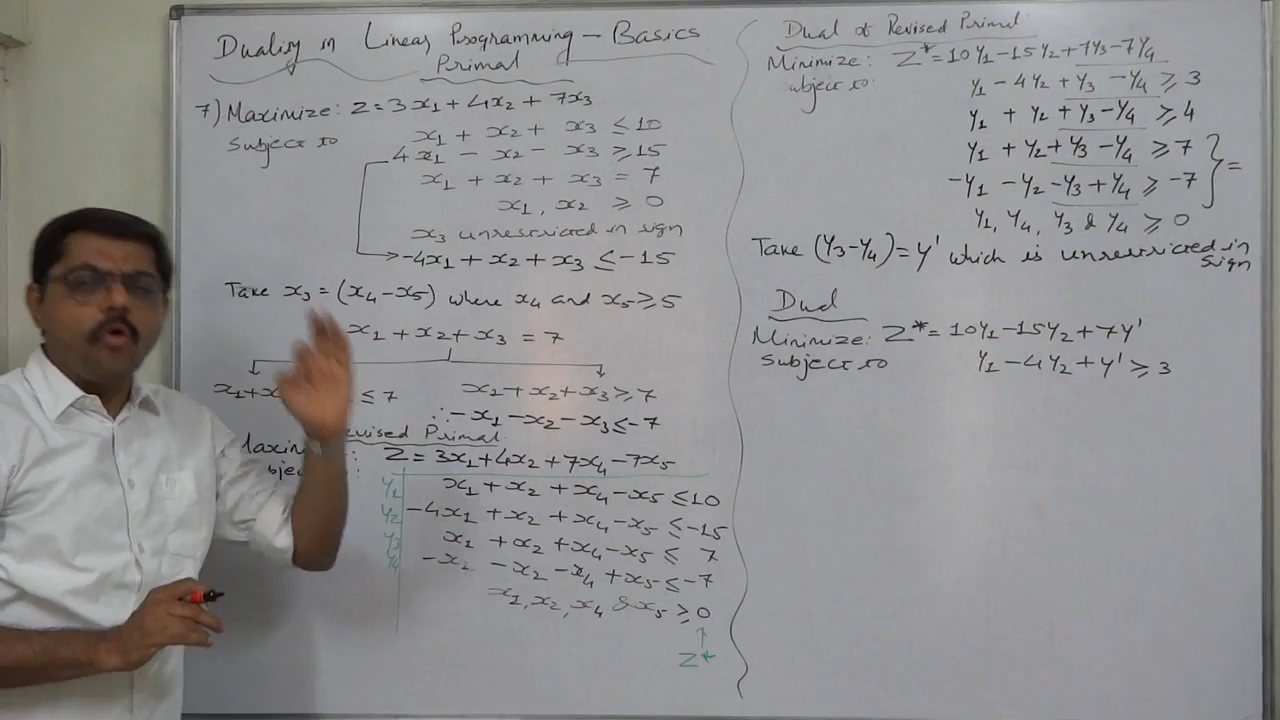 Duality in Linear Programming – Basics
Primal
7) Maximize: Z = 3x₁ + 4x₂ + 7x₃
Subject to
x₁ + x₂ + x₃ ≤ 10
4x₁ − x₂ − x₃ ≥ 15
x₁ + x₂ + x₃ = 7
x₁, x₂ ≥ 0
x₃ unrestricted in sign
−4x₁ + x₂ + x₃ ≤ −15
Take x₃ = (x₄ − x₅) where x₄ and x₅ ≥ 5
x₁ + x₂ + x₃ = 7
≤ 7 x₁ + x₂ + x₃ ≥ 7
∴ −x₁ − x₂ − x₃ ≤ −7
Revised Primal
Z = 3x₁ + 4x₂ + 7x₄ − 7x₅
y₁ x₁ + x₂ + x₄ − x₅ ≤ 10
y₂ −4x₁ + x₂ + x₄ − x₅ ≤ −15
y₃ x₁ + x₂ + x₄ − x₅ ≤ 7
y₄ −x₁ − x₂ − x₄ + x₅ ≤ −7
x₁, x₂, x₄ & x₅ ≥ 0
Z*
Dual of Revised Primal
Minimize: Z* = 10y₁ − 15y₂ + 7y₃ − 7y₄
ubject to
y₁ − 4y₂ + y₃ − y₄ ≥ 3
y₁ + y₂ + y₃ − y₄ ≥ 4
y₁ + y₂ + y₃ − y₄ ≥ 7
−y₁ − y₂ − y₃ + y₄ ≥ −7 } =
y₁, y₄, y₃ & y₄ ≥ 0
Take (y₃ − y₄) = y' which is unrestricted in
sign
Dual
Minimize: Z* = 10y₁ − 15y₂ + 7y'
Subject to
y₁ − 4y₂ + y' ≥ 3